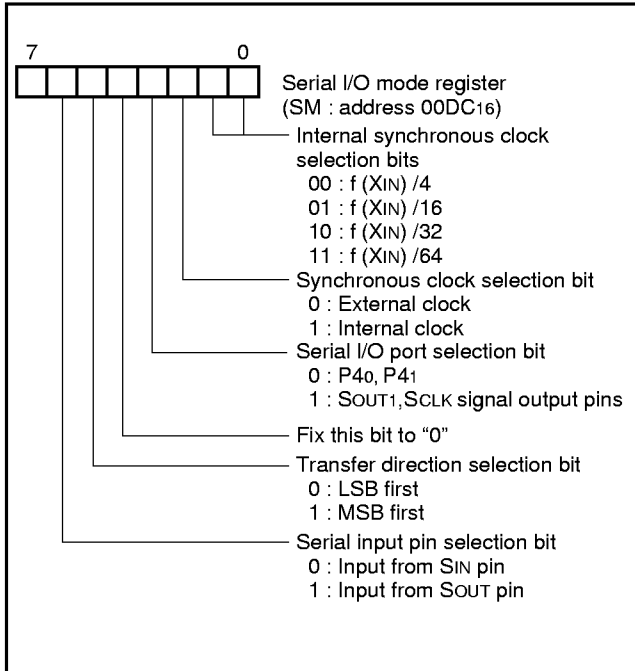 7 0
Serial I/O mode register
(SM : address 00DC16)
Internal synchronous clock
selection bits
00 : f (XIN) /4
01 : f (XIN) /16
10 : f (XIN) /32
11 : f (XIN) /64
Synchronous clock selection bit
0 : External clock
1 : Internal clock
Serial I/O port selection bit
0 : P40, P41
1 : SOUT1,SCLK signal output pins
Fix this bit to “0”
Transfer direction selection bit
0 : LSB first
1 : MSB first
Serial input pin selection bit
0 : Input from SIN pin
1 : Input from SOUT pin